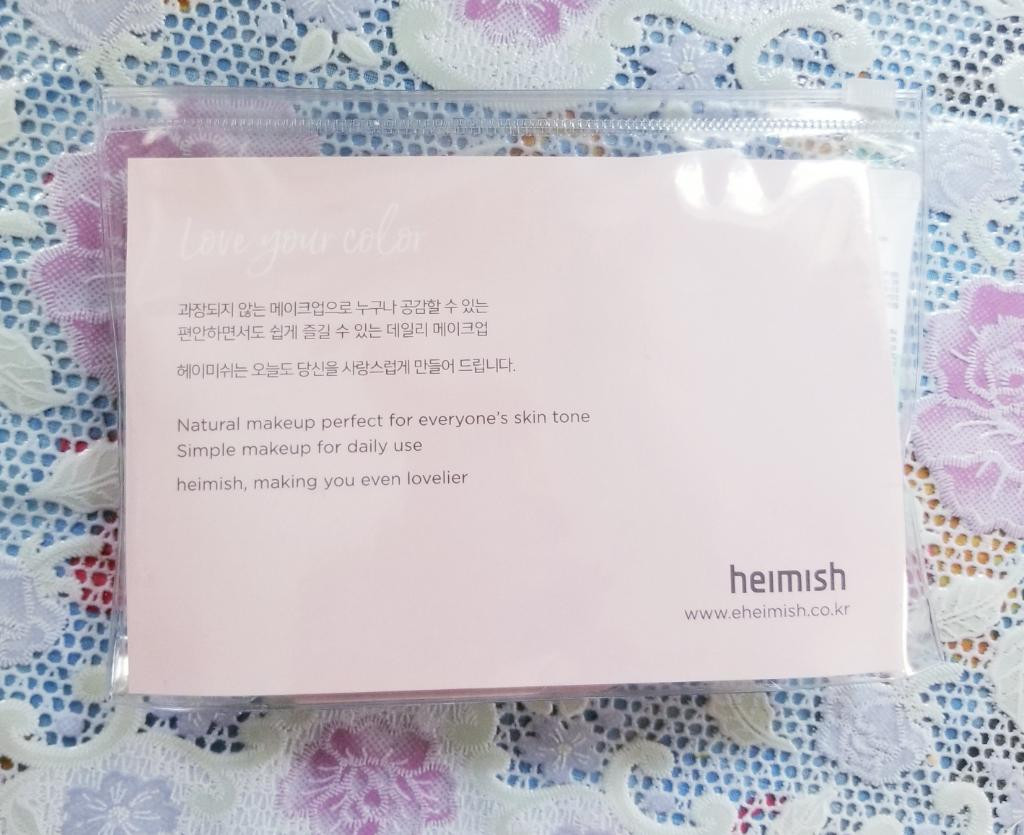 Love your color
과장되지 않는 메이크업으로 누구나 공감할 수 있는
편안하면서도 쉽게 즐길 수 있는 데일리 메이크업
헤이미쉬는 오늘도 당신을 사랑스럽게 만들어 드립니다.
Natural makeup perfect for everyone's skin tone
Simple makeup for daily use
heimish, making you even lovelier
heimish
www.eheimish.co.kr